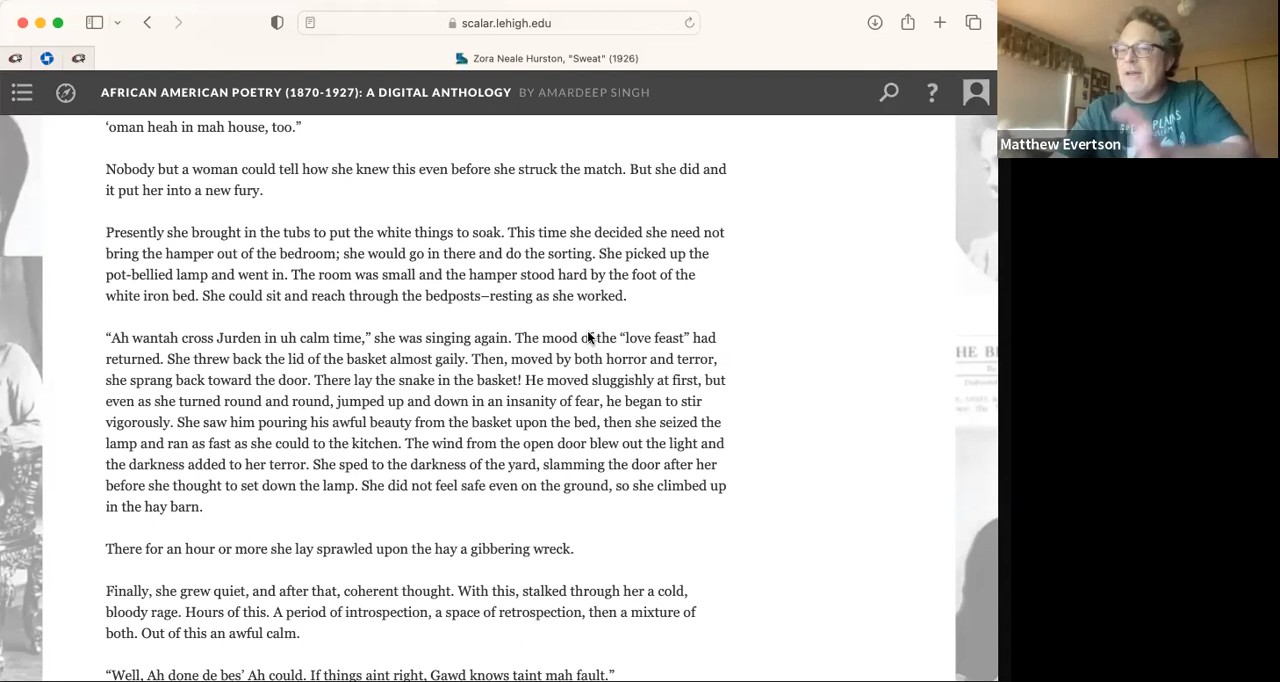 scalar.lehigh.edu
Zora Neale Hurston, "Sweat" (1926)
AFRICAN AMERICAN POETRY (1870-1927): A DIGITAL ANTHOLOGY BY AMARDEEP SINGH
Matthew Evertson
‘oman heah in mah house, too.”
Nobody but a woman could tell how she knew this even before she struck the match. But she did and
it put her into a new fury.
Presently she brought in the tubs to put the white things to soak. This time she decided she need not
bring the hamper out of the bedroom; she would go in there and do the sorting. She picked up the
pot-bellied lamp and went in. The room was small and the hamper stood hard by the foot of the
white iron bed. She could sit and reach through the bedposts–resting as she worked.
“Ah wantah cross Jurden in uh calm time,” she was singing again. The mood of the “love feast” had
returned. She threw back the lid of the basket almost gaily. Then, moved by both horror and terror,
she sprang back toward the door. There lay the snake in the basket! He moved sluggishly at first, but
even as she turned round and round, jumped up and down in an insanity of fear, he began to stir
vigorously. She saw him pouring his awful beauty from the basket upon the bed, then she seized the
lamp and ran as fast as she could to the kitchen. The wind from the open door blew out the light and
the darkness added to her terror. She sped to the darkness of the yard, slamming the door after her
before she thought to set down the lamp. She did not feel safe even on the ground, so she climbed up
in the hay barn.
There for an hour or more she lay sprawled upon the hay a gibbering wreck.
Finally, she grew quiet, and after that, coherent thought. With this, stalked through her a cold,
bloody rage. Hours of this. A period of introspection, a space of retrospection, then a mixture of
both. Out of this an awful calm.
“Well, Ah done de bes’ Ah could. If things aint right, Gawd knows taint mah fault.”